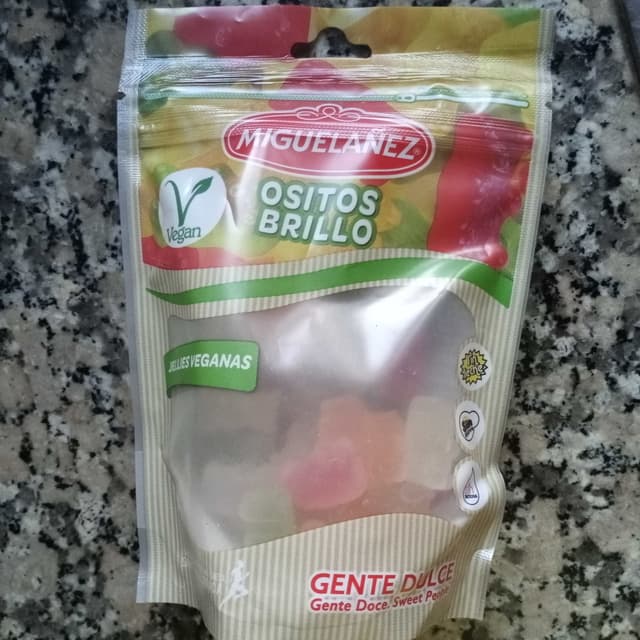 MIGUELAÑEZ
Vegan
OSITOS
BRILLO
JELLIES VEGANAS
GENTE DULCE
Gente Doce. Sweet People